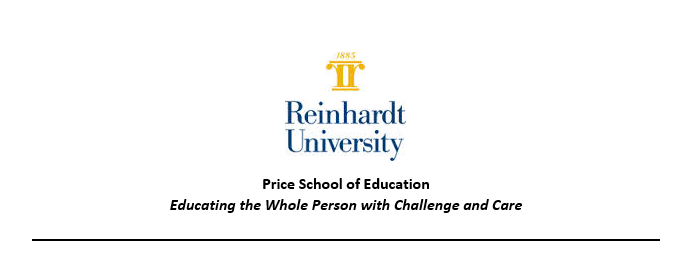 1883
Reinhardt
University
Price School of Education
Educating the Whole Person with Challenge and Care